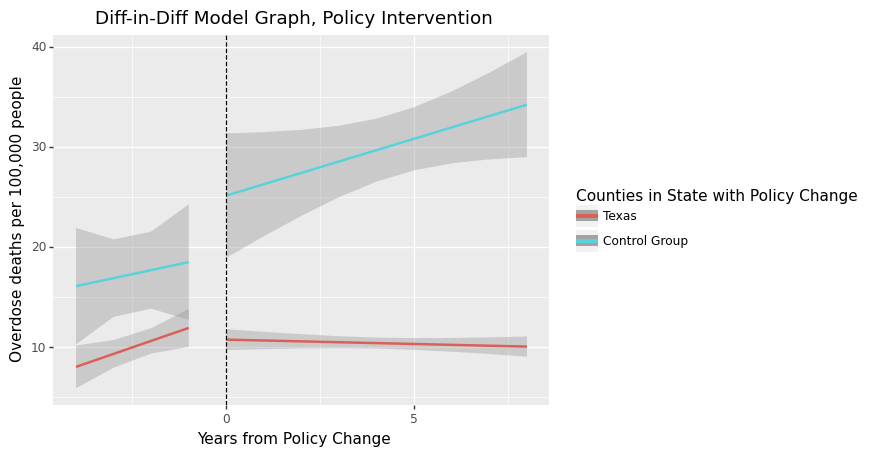 Diff-in-Diff Model Graph, Policy Intervention
Overdose deaths per 100,000 people
40
30
20
10
0
5
Years from Policy Change
Counties in State with Policy Change
Texas
Control Group